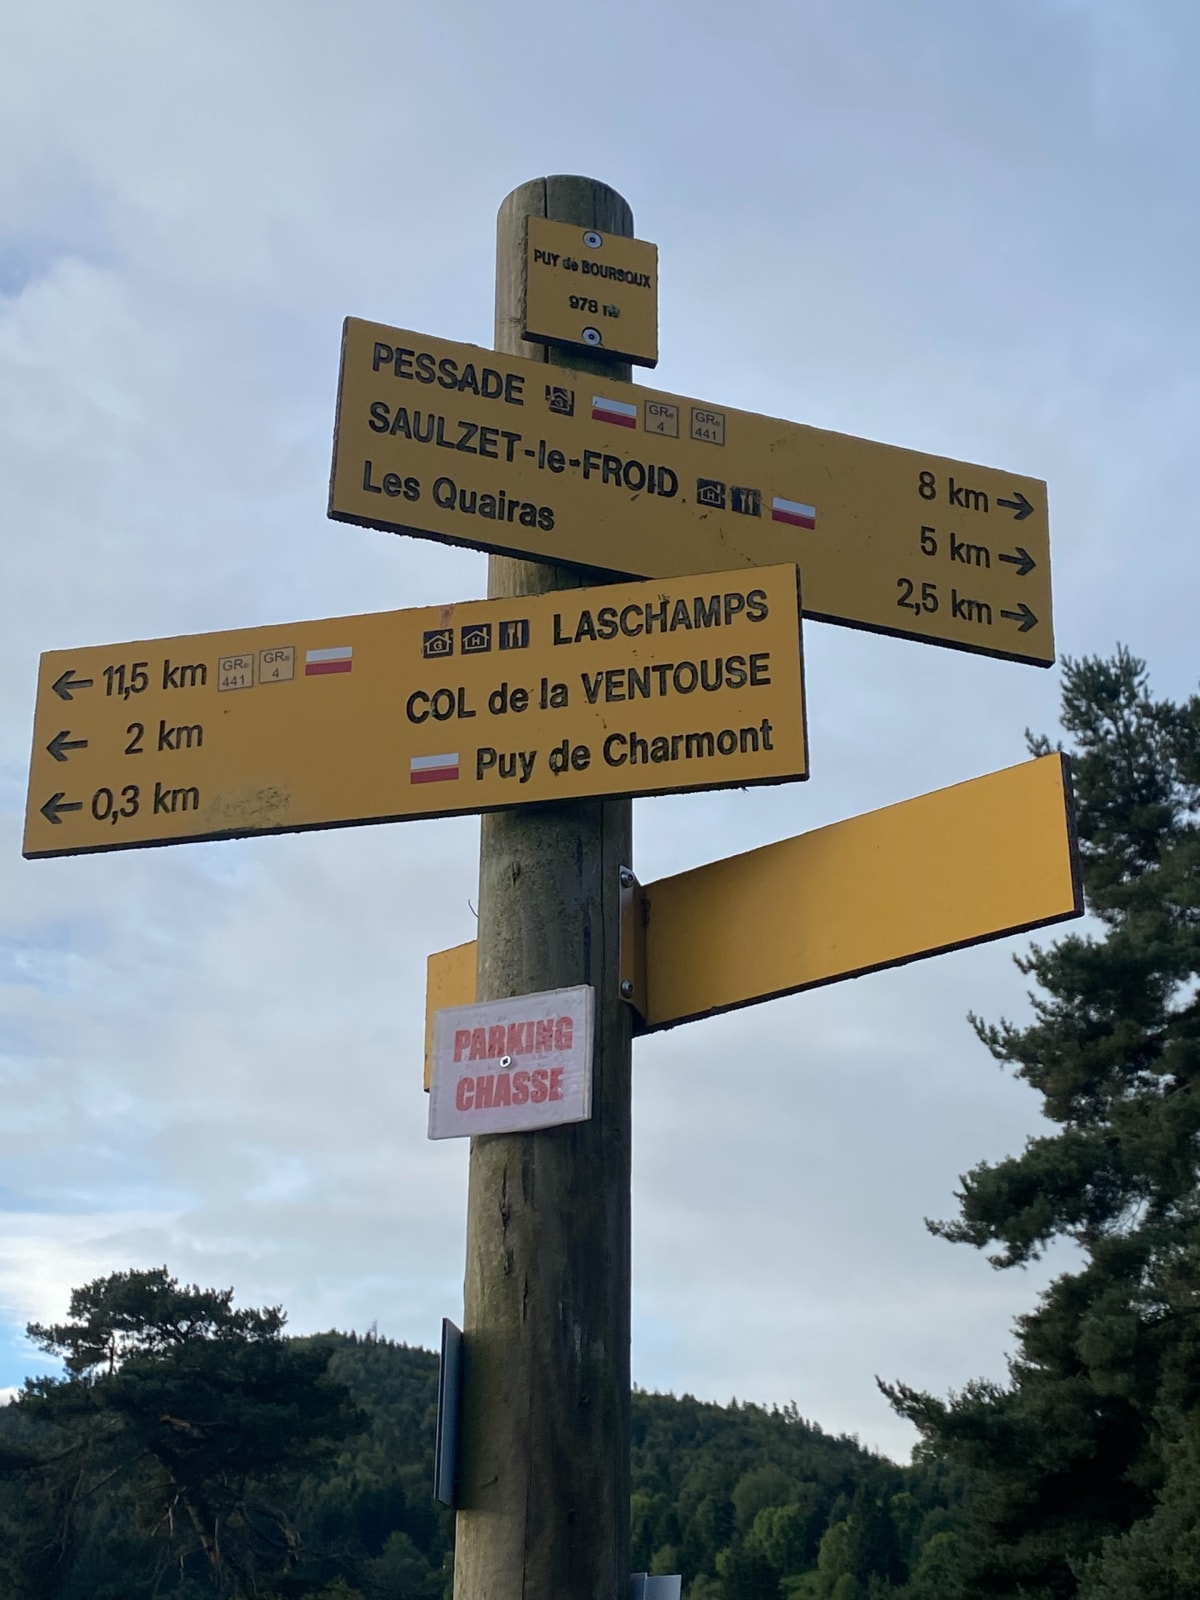 PUY de BOURSOUX
978 m
PESSADE G GR® 4 GR® 441 8 km →
SAULZET-le-FROID H 5 km →
Les Quairas 2,5 km →
← 11,5 km GR® 441 GR® 4 G H LASCHAMPS
← 2 km COL de la VENTOUSE
← 0,3 km Puy de Charmont
PARKING
CHASSE